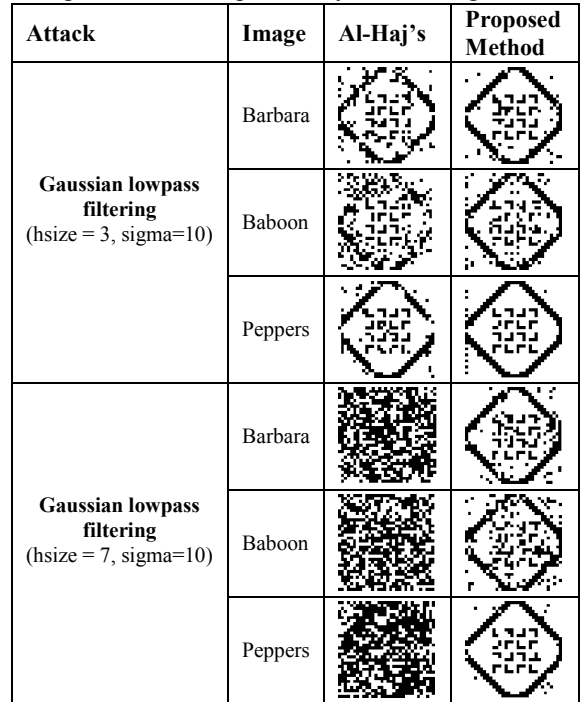 Attack Image Al-Haj's Proposed Method
Gaussian lowpass
filtering
(hsize = 3, sigma=10)
Barbara
Baboon
Peppers
Gaussian lowpass
filtering
(hsize = 7, sigma=10)
Barbara
Baboon
Peppers